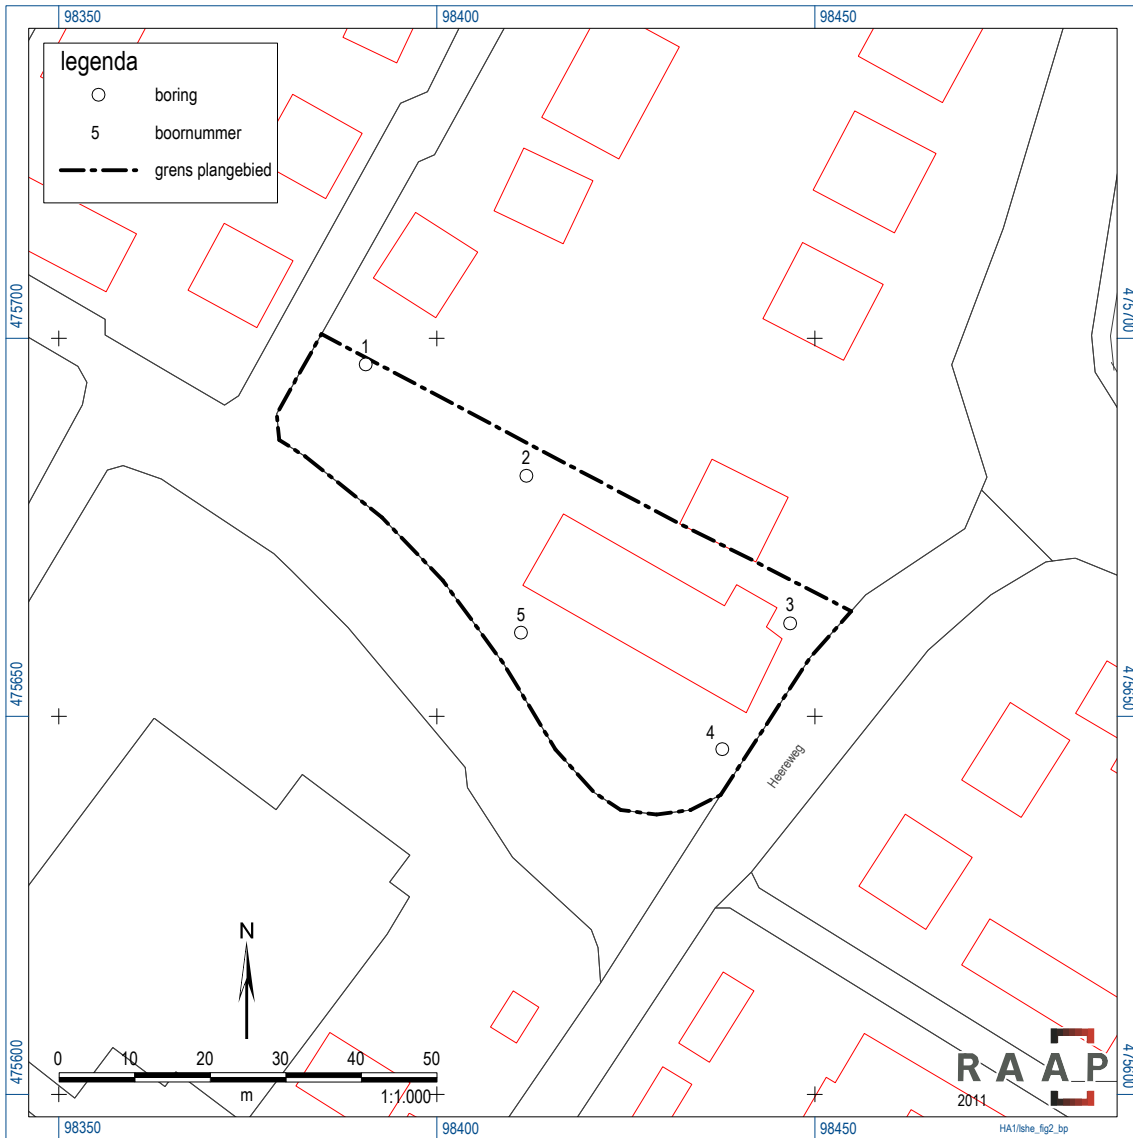 98350
98400
98450
legenda
boring
5 boornummer
grens plangebied
475700
475700
1
2
3
5
4
475650
475650
Heereweg
N
0 10 20 30 40 50
m
1:1.000
475600
475600
RAAP
2011
98350
98400
98450
HA1/lshe_fig2_bp